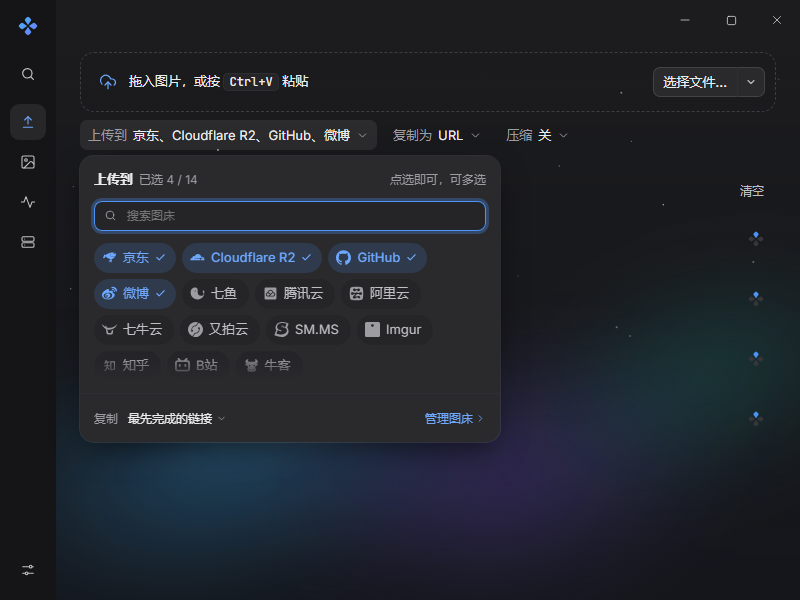 拖入图片，或按 Ctrl+V 粘贴
选择文件...
上传到 京东、Cloudflare R2、GitHub、微博
复制为 URL
压缩 关
上传到 已选 4 / 14
点选即可，可多选
清空
搜索图床
京东
Cloudflare R2
GitHub
微博
七鱼
腾讯云
阿里云
七牛云
又拍云
SM.MS
Imgur
知 知乎
B站
牛客
复制 最先完成的链接
管理图床